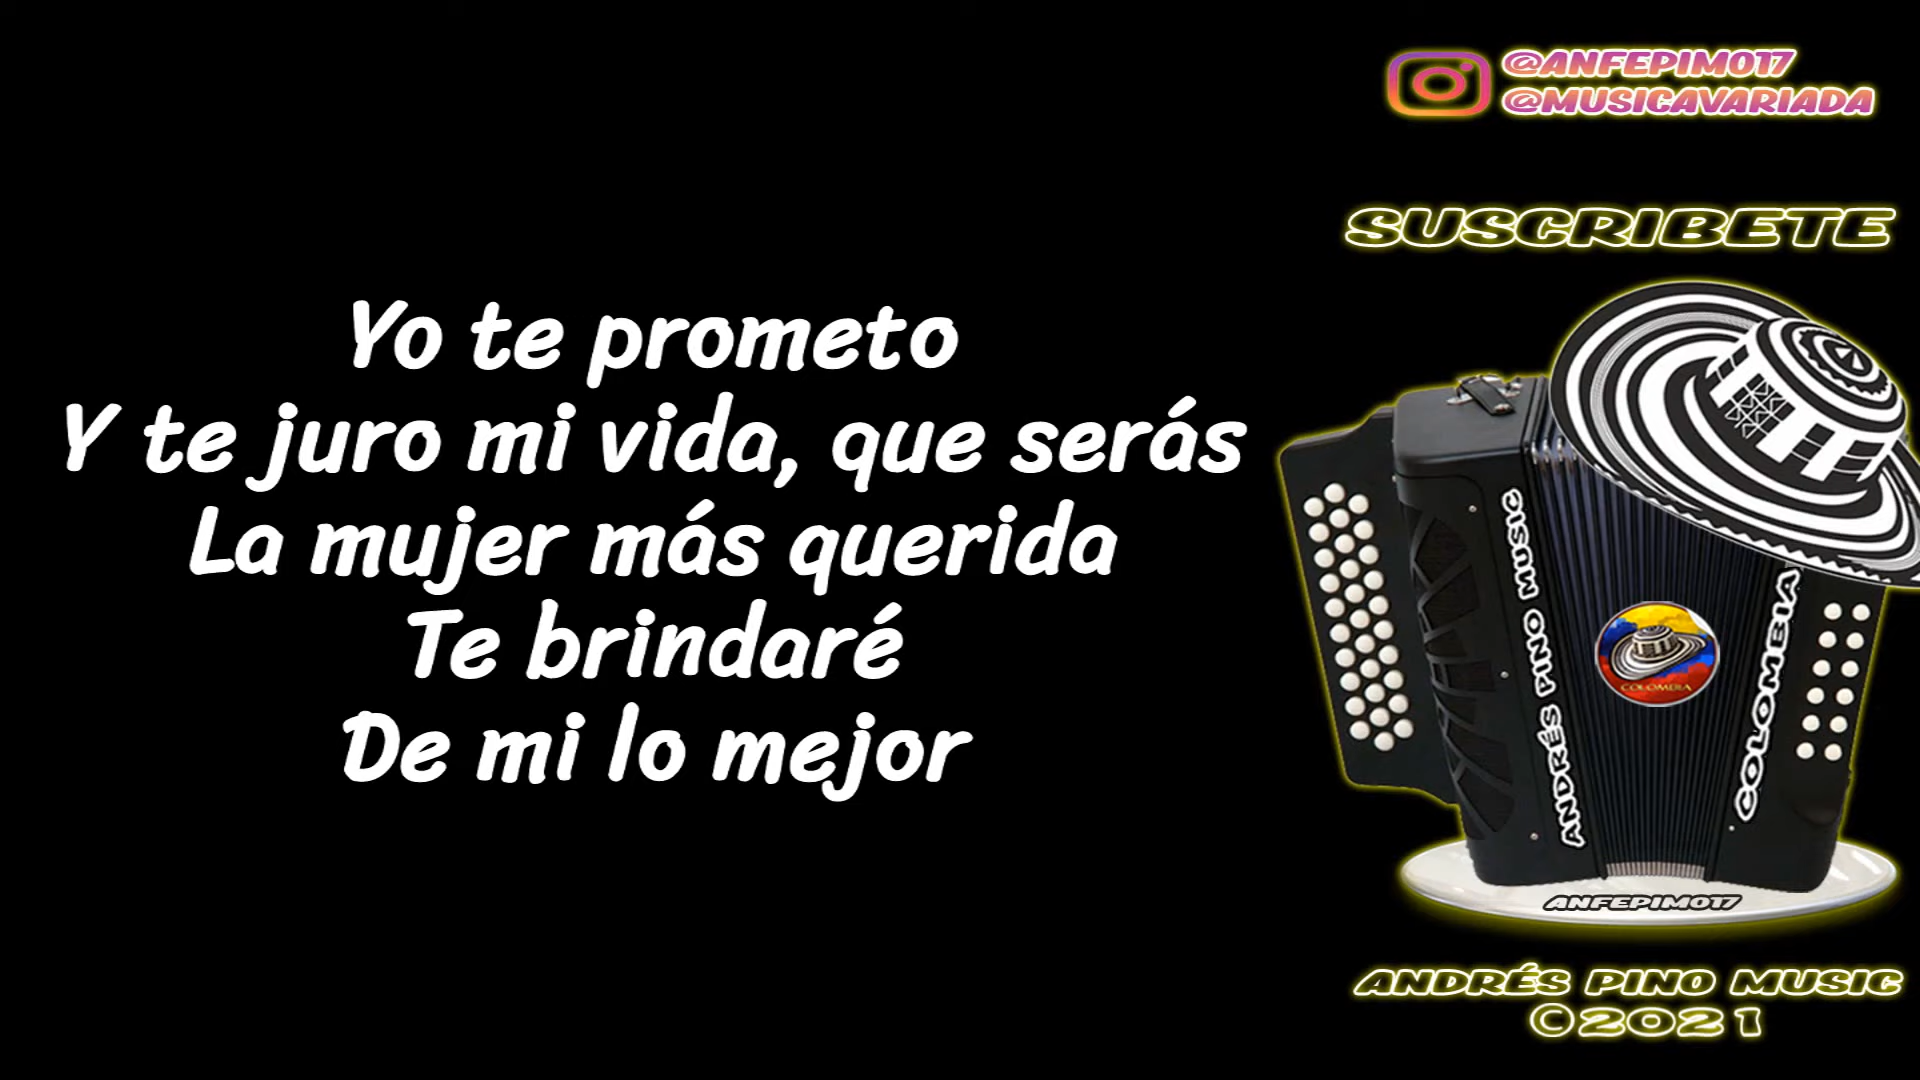 @ANFEPIMO17
@MUSICAVARIADA
SUSCRIBETE
Yo te prometo
Y te juro mi vida, que serás
La mujer más querida
Te brindaré
De mi lo mejor
ANDRÉS PINO MUSIC
COLOMBIA
COLOMBIA
ANFEPIMO17
ANDRÉS PINO MUSIC
©2021